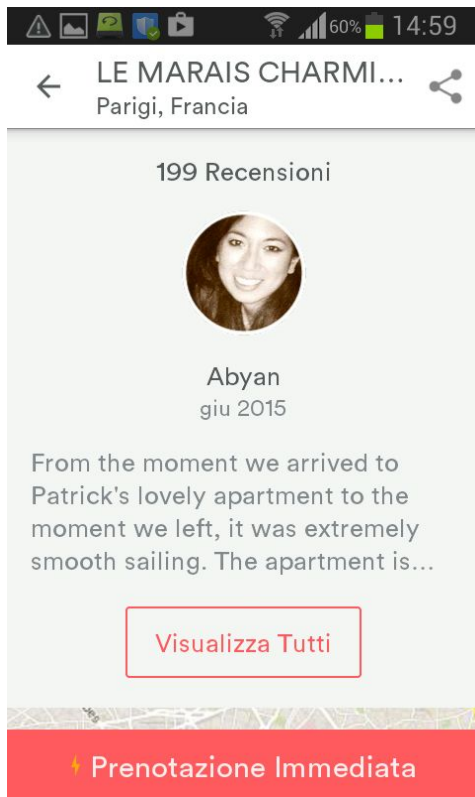 60% 14:59
LE MARAIS CHARMI...
Parigi, Francia
199 Recensioni
Abyan
giu 2015
From the moment we arrived to
Patrick's lovely apartment to the
moment we left, it was extremely
smooth sailing. The apartment is...
Visualizza Tutti
Prenotazione Immediata